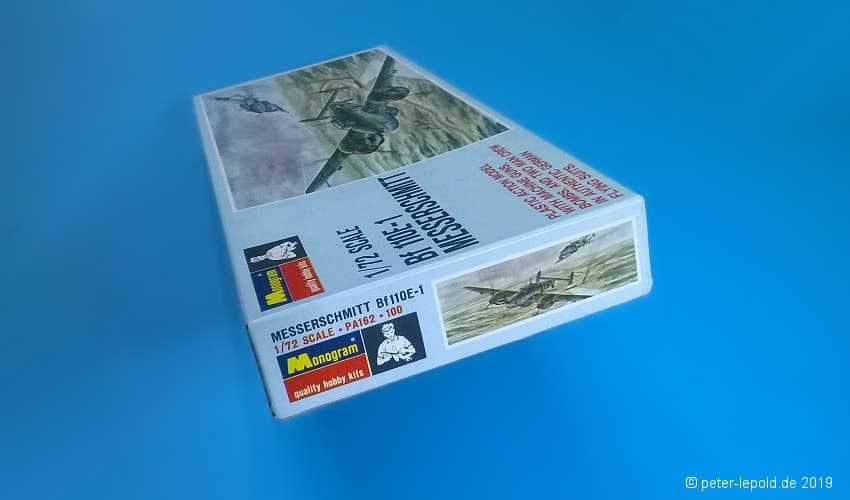 PLASTIC ACTION MODEL
WITH MACHINE GUNS,
BOMBS AND TWO MAN CREW
IN AUTHENTIC GERMAN
FLYING SUITS
1/72 SCALE
Bf 110E-1
MESSERSCHMITT
Monogram
quality hobby kits
MESSERSCHMITT Bf110E-1
1/72 SCALE • PA162 • 100
Monogram
quality hobby kits
© peter-lepold.de 2019